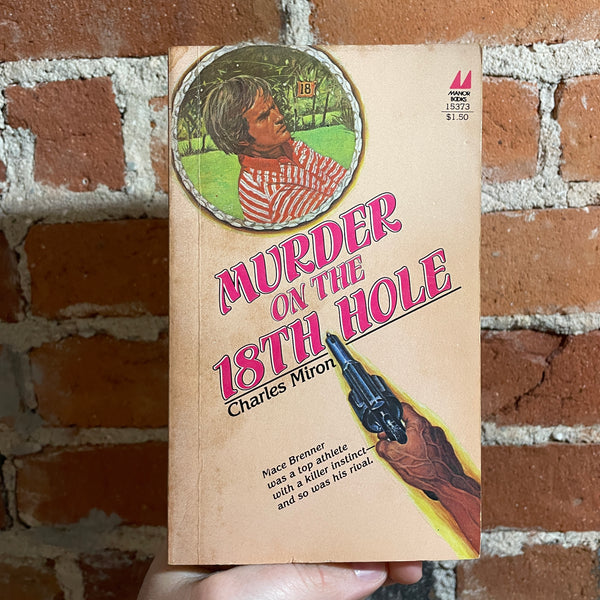 18
MANOR
BOOKS
15373
$1.50
MURDER
ON THE
18TH HOLE
Charles Miron
Mace Brenner
was a top athlete
with a killer instinct—
and so was his rival.